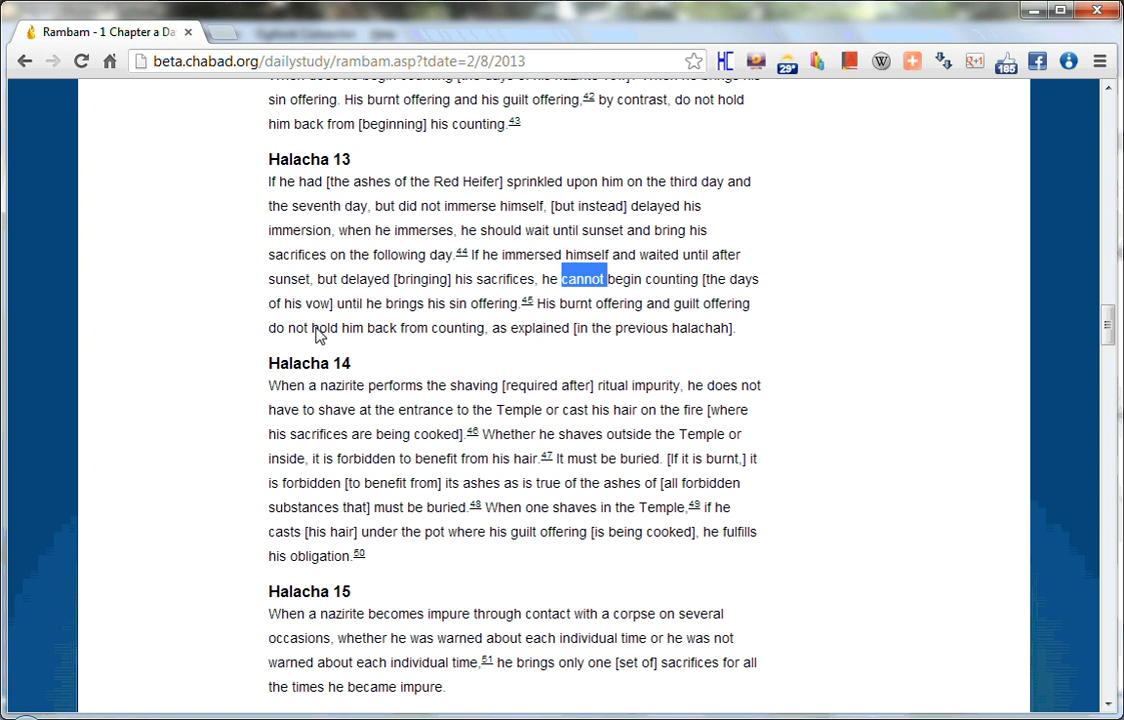 Rambam - 1 Chapter a Da
beta.chabad.org/dailystudy/rambam.asp?tdate=2/8/2013
HC
29°
W
g+1
185
sin offering. His burnt offering and his guilt offering,42 by contrast, do not hold
him back from [beginning] his counting.43
Halacha 13
If he had [the ashes of the Red Heifer] sprinkled upon him on the third day and
the seventh day, but did not immerse himself, [but instead] delayed his
immersion, when he immerses, he should wait until sunset and bring his
sacrifices on the following day.44 If he immersed himself and waited until after
sunset, but delayed [bringing] his sacrifices, he cannot begin counting [the days
of his vow] until he brings his sin offering.45 His burnt offering and guilt offering
do not hold him back from counting, as explained [in the previous halachah].
Halacha 14
When a nazirite performs the shaving [required after] ritual impurity, he does not
have to shave at the entrance to the Temple or cast his hair on the fire [where
his sacrifices are being cooked].46 Whether he shaves outside the Temple or
inside, it is forbidden to benefit from his hair.47 It must be buried. [If it is burnt,] it
is forbidden [to benefit from] its ashes as is true of the ashes of [all forbidden
substances that] must be buried.48 When one shaves in the Temple,49 if he
casts [his hair] under the pot where his guilt offering [is being cooked], he fulfills
his obligation.50
Halacha 15
When a nazirite becomes impure through contact with a corpse on several
occasions, whether he was warned about each individual time or he was not
warned about each individual time,51 he brings only one [set of] sacrifices for all
the times he became impure.